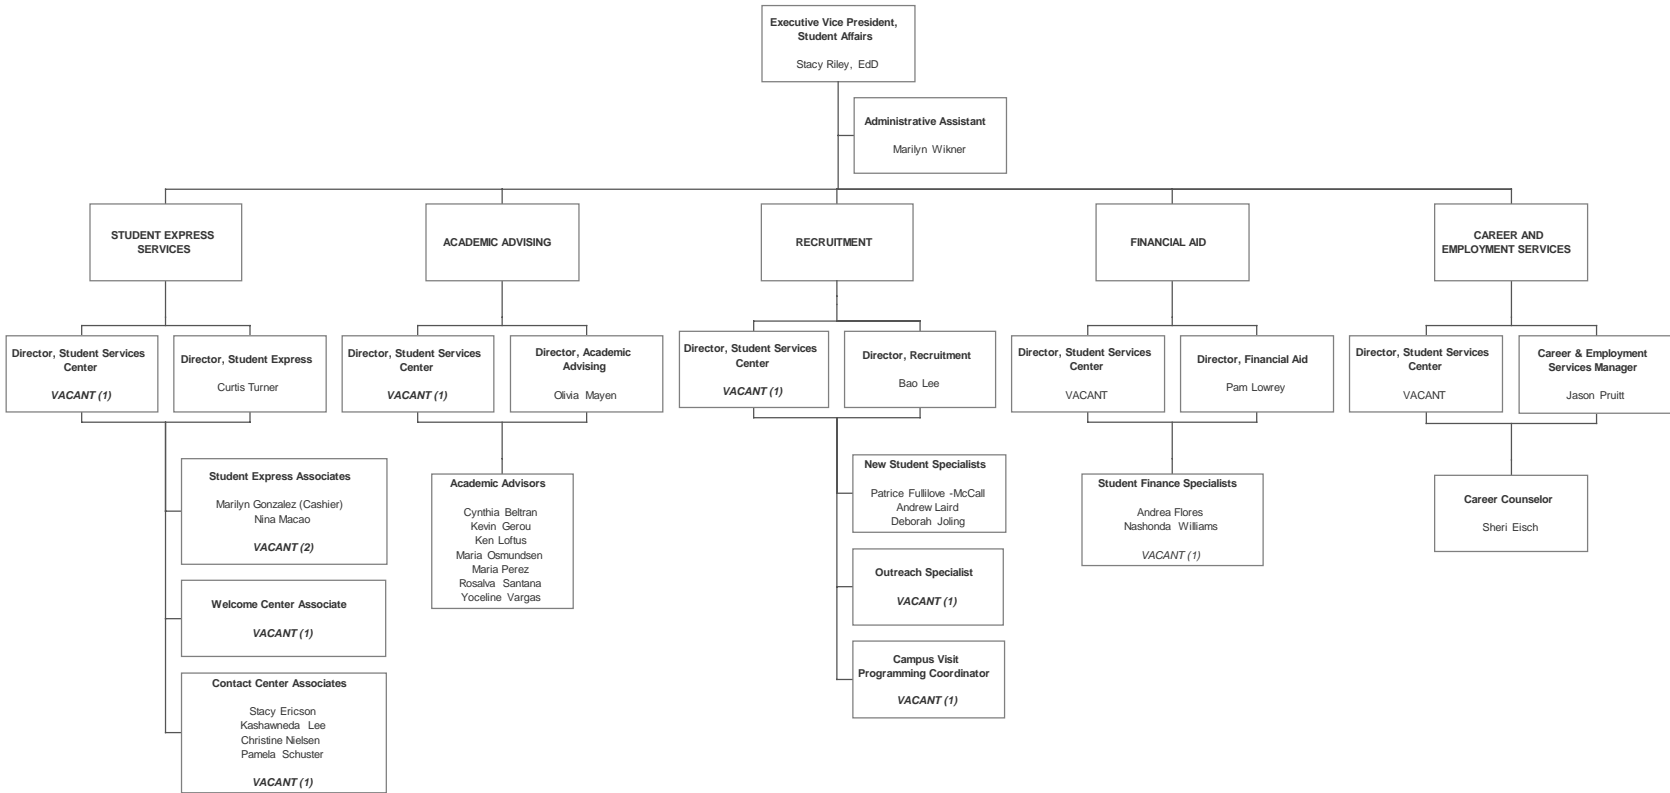 Executive Vice President,
Student Affairs
Stacy Riley, EdD
Administrative Assistant
Marilyn Wikner
STUDENT EXPRESS
SERVICES
ACADEMIC ADVISING
RECRUITMENT
FINANCIAL AID
CAREER AND
EMPLOYMENT SERVICES
Director, Student Services
Center
VACANT (1)
Director, Student Express
Curtis Turner
Director, Student Services
Center
VACANT (1)
Director, Academic
Advising
Olivia Mayen
Director, Student Services
Center
VACANT (1)
Director, Recruitment
Bao Lee
Director, Student Services
Center
VACANT
Director, Financial Aid
Pam Lowrey
Director, Student Services
Center
VACANT
Career & Employment
Services Manager
Jason Pruitt
Student Express Associates
Marilyn Gonzalez (Cashier)
Nina Macao
VACANT (2)
Welcome Center Associate
VACANT (1)
Contact Center Associates
Stacy Ericson
Kashawneda Lee
Christine Nielsen
Pamela Schuster
VACANT (1)
Academic Advisors
Cynthia Beltran
Kevin Gerou
Ken Loftus
Maria Osmundsen
Maria Perez
Rosalva Santana
Yoceline Vargas
New Student Specialists
Patrice Fullilove -McCall
Andrew Laird
Deborah Joling
Outreach Specialist
VACANT (1)
Campus Visit
Programming Coordinator
VACANT (1)
Student Finance Specialists
Andrea Flores
Nashonda Williams
VACANT (1)
Career Counselor
Sheri Eisch